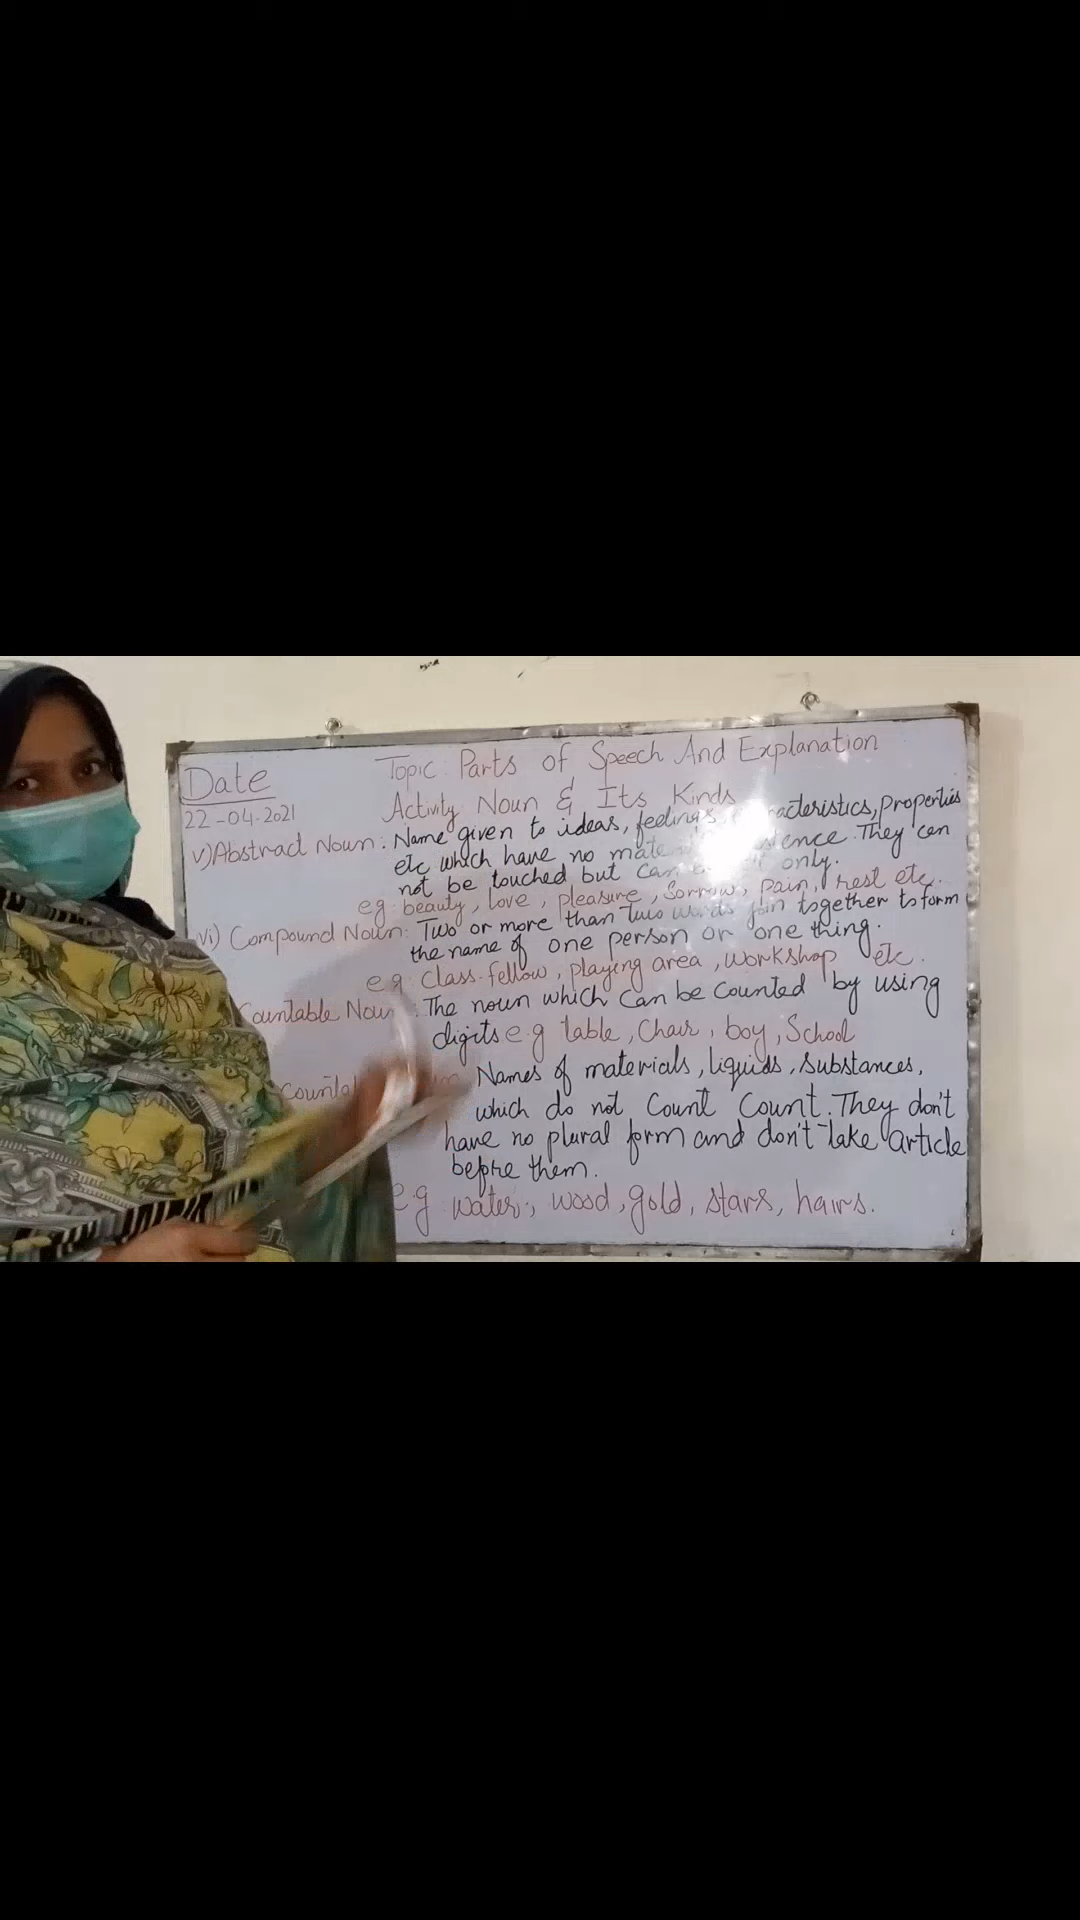 Date
22-04-2021
Topic: Parts of Speech And Explanation
Activity Noun & Its Kinds
v) Abstract Noun: Name given to ideas, feelings, properties
etc which have no existence. They can
not be touched but can only.
eg: beauty, love, pleasure, sorrow, pain, rest etc.
vi) Compound Noun: Two or more than two words join together to form
the name of one person or one thing.
e.g: Class-fellow, playing area, workshop etc.
Countable Noun: The noun which can be counted by using
digits e.g table, Chair, boy, School
Names of materials, liquids, substances,
which do not Count Count. They don't
have no plural form and don't take article
before them.
e.g water, wood, gold, stars, hairs.